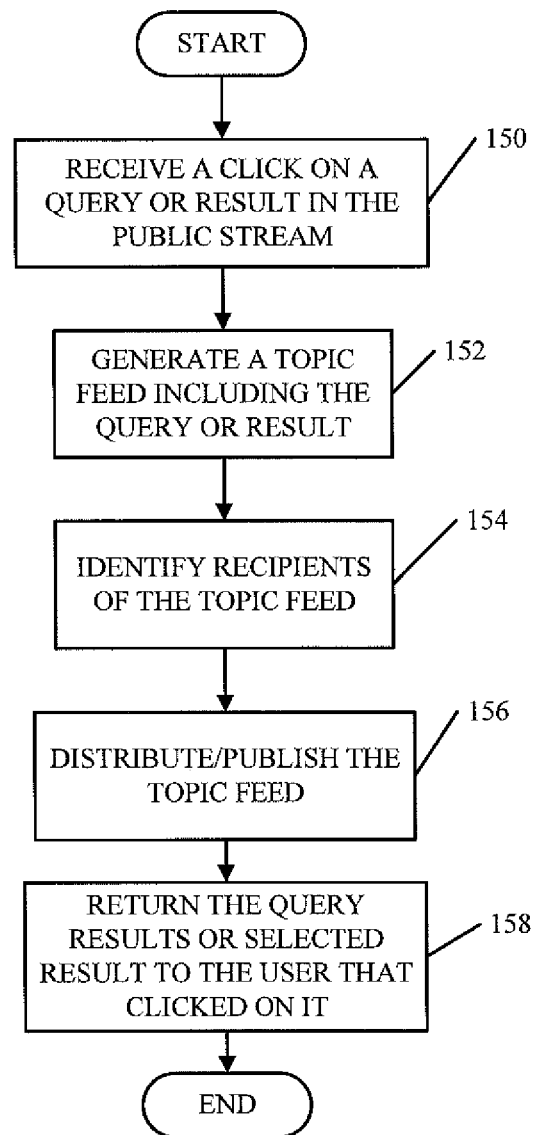 START
150
RECEIVE A CLICK ON A
QUERY OR RESULT IN THE
PUBLIC STREAM
152
GENERATE A TOPIC
FEED INCLUDING THE
QUERY OR RESULT
154
IDENTIFY RECIPIENTS
OF THE TOPIC FEED
156
DISTRIBUTE/PUBLISH THE
TOPIC FEED
158
RETURN THE QUERY
RESULTS OR SELECTED
RESULT TO THE USER THAT
CLICKED ON IT
END